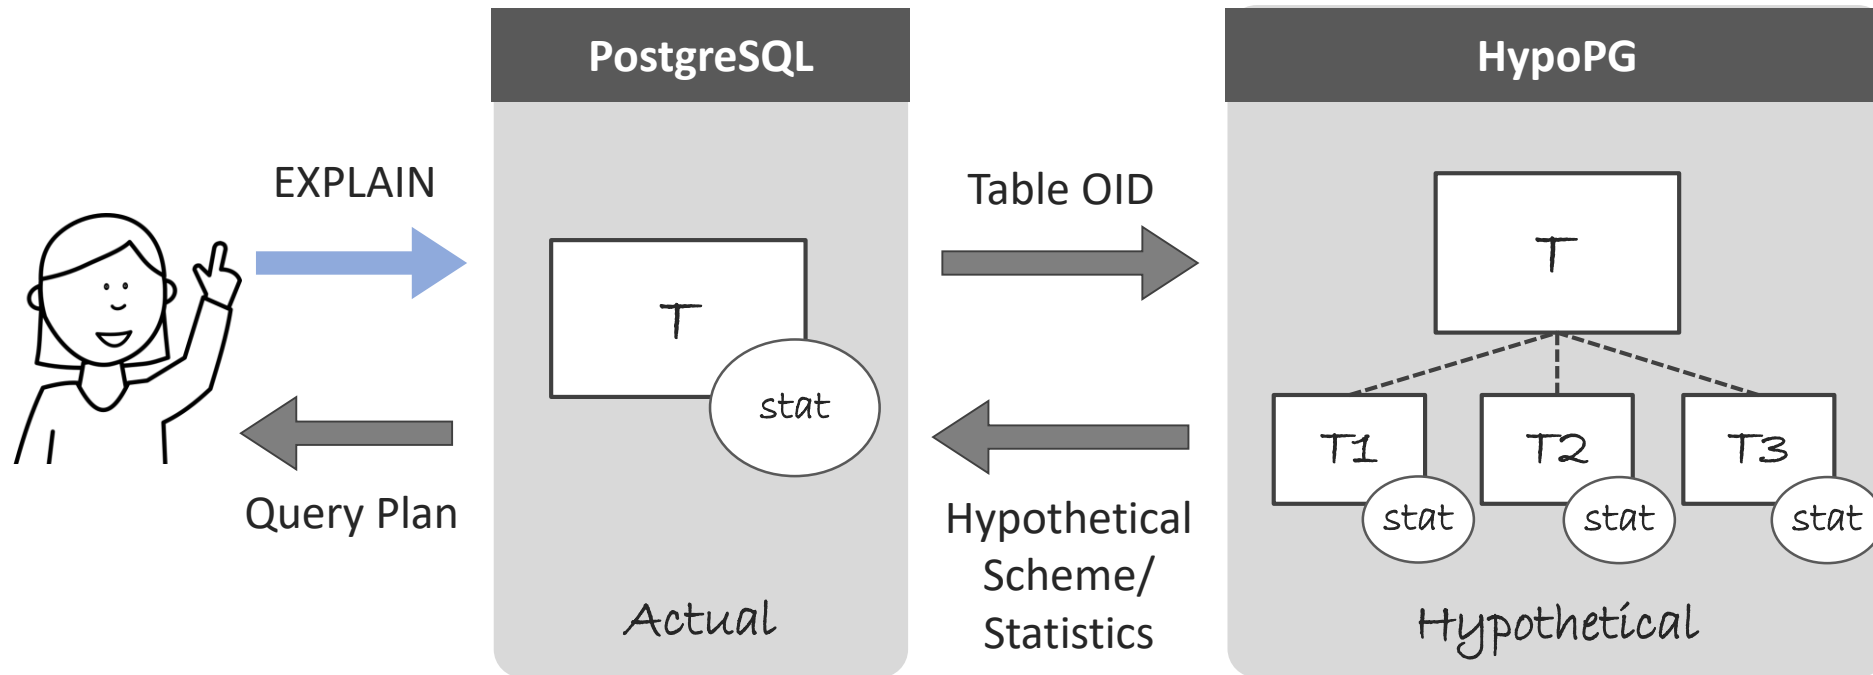 PostgreSQL
HypoPG
EXPLAIN
Table OID
T
stat
T
T1
T2
T3
stat
stat
stat
Query Plan
Hypothetical
Scheme/
Statistics
Actual
Hypothetical